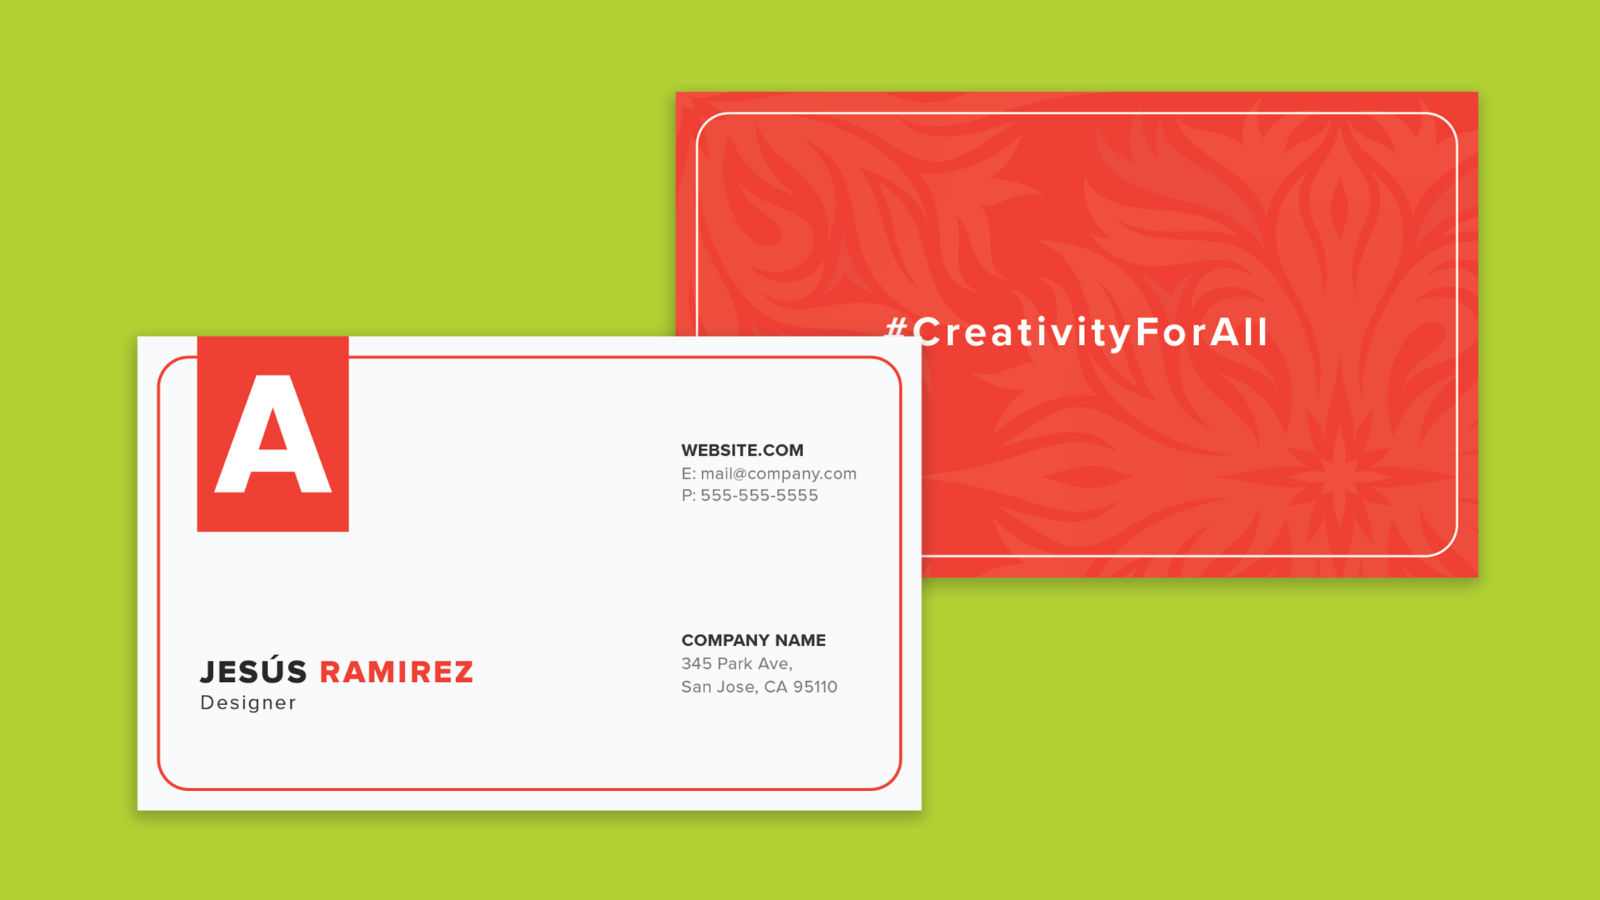 #CreativityForAll
A
WEBSITE.COM
E: mail@company.com
P: 555-555-5555
JESÚS RAMIREZ
Designer
COMPANY NAME
345 Park Ave,
San Jose, CA 95110